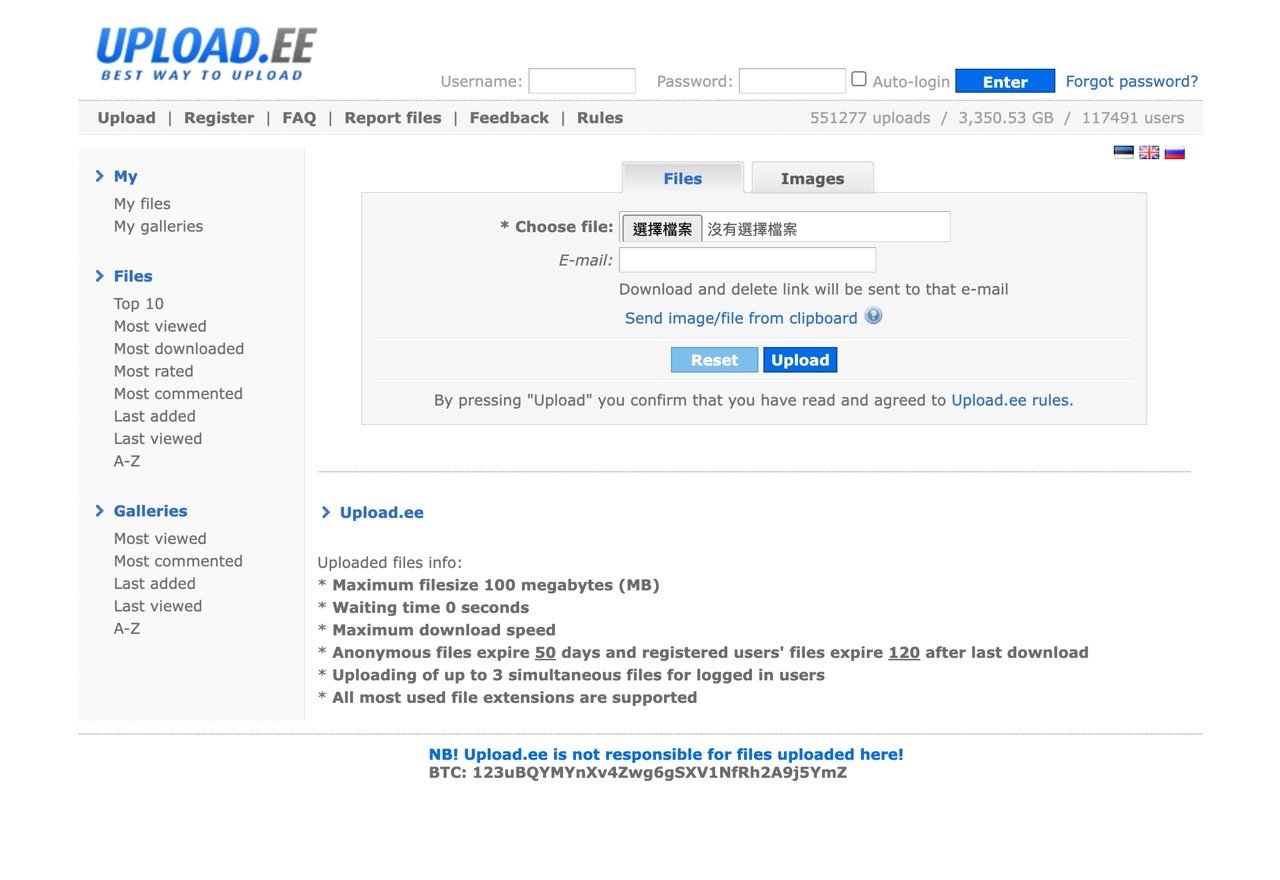 UPLOAD.EE
BEST WAY TO UPLOAD
Username: Password: Auto-login Enter Forgot password?
Upload | Register | FAQ | Report files | Feedback | Rules 551277 uploads / 3,350.53 GB / 117491 users
My
My files
My galleries
Files
Top 10
Most viewed
Most downloaded
Most rated
Most commented
Last added
Last viewed
A-Z
Galleries
Most viewed
Most commented
Last added
Last viewed
A-Z
Files Images
* Choose file: 選擇檔案 沒有選擇檔案
E-mail:
Download and delete link will be sent to that e-mail
Send image/file from clipboard ?
Reset Upload
By pressing "Upload" you confirm that you have read and agreed to Upload.ee rules.
Upload.ee
Uploaded files info:
* Maximum filesize 100 megabytes (MB)
* Waiting time 0 seconds
* Maximum download speed
* Anonymous files expire 50 days and registered users' files expire 120 after last download
* Uploading of up to 3 simultaneous files for logged in users
* All most used file extensions are supported
NB! Upload.ee is not responsible for files uploaded here!
BTC: 123uBQYMYnXv4Zwg6gSXV1NfRh2A9j5YmZ